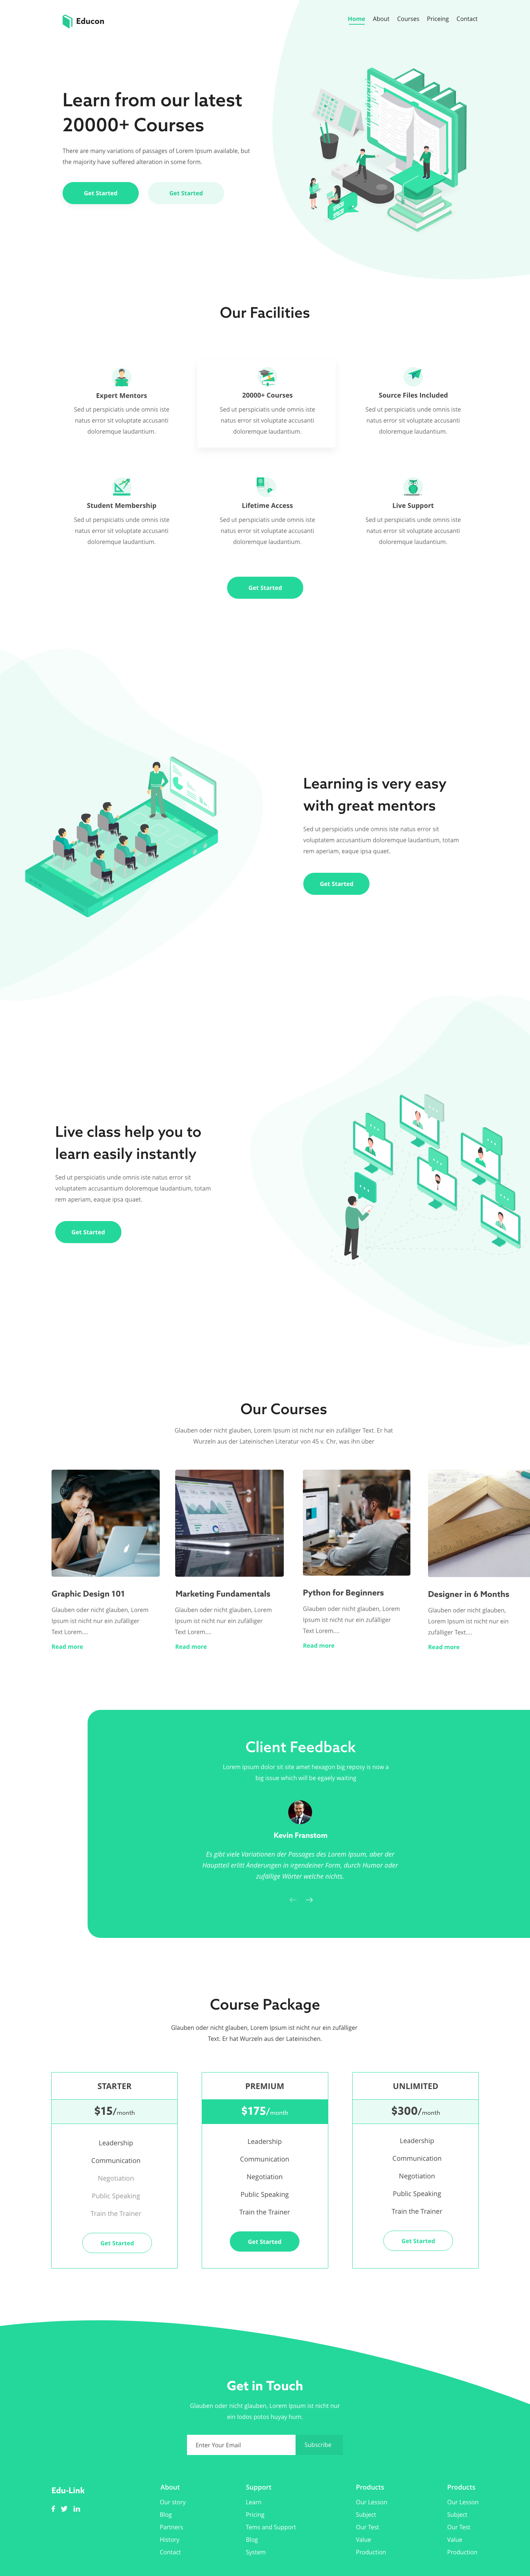 Educon
Home About Courses Priceing Contact
Learn from our latest
20000+ Courses
There are many variations of passages of Lorem Ipsum available, but
the majority have suffered alteration in some form.
Get Started Get Started
Our Facilities
Expert Mentors
Sed ut perspiciatis unde omnis iste
natus error sit voluptate accusanti
doloremque laudantium.
20000+ Courses
Sed ut perspiciatis unde omnis iste
natus error sit voluptate accusanti
doloremque laudantium.
Source Files Included
Sed ut perspiciatis unde omnis iste
natus error sit voluptate accusanti
doloremque laudantium.
Student Membership
Sed ut perspiciatis unde omnis iste
natus error sit voluptate accusanti
doloremque laudantium.
Lifetime Access
Sed ut perspiciatis unde omnis iste
natus error sit voluptate accusanti
doloremque laudantium.
Live Support
Sed ut perspiciatis unde omnis iste
natus error sit voluptate accusanti
doloremque laudantium.
Get Started
Learning is very easy
with great mentors
Sed ut perspiciatis unde omnis iste natus error sit
voluptatem accusantium doloremque laudantium, totam
rem aperiam, eaque ipsa quaet.
Get Started
Live class help you to
learn easily instantly
Sed ut perspiciatis unde omnis iste natus error sit
voluptatem accusantium doloremque laudantium, totam
rem aperiam, eaque ipsa quaet.
Get Started
Our Courses
Glauben oder nicht glauben, Lorem Ipsum ist nicht nur ein zufälliger Text. Er hat
Wurzeln aus der Lateinischen Literatur von 45 v. Chr, was ihn über
Graphic Design 101
Glauben oder nicht glauben, Lorem
Ipsum ist nicht nur ein zufälliger
Text Lorem....
Read more
Marketing Fundamentals
Glauben oder nicht glauben, Lorem
Ipsum ist nicht nur ein zufälliger
Text Lorem....
Read more
Python for Beginners
Glauben oder nicht glauben, Lorem
Ipsum ist nicht nur ein zufälliger
Text Lorem....
Read more
Designer in 6 Months
Glauben oder nicht glauben,
Lorem Ipsum ist nicht nur ein
zufälliger Text....
Read more
Client Feedback
Lorem ipsum dolor sit site amet hexagon big reposy is now a
big issue which will be egaely waiting
Kevin Franstom
Es gibt viele Variationen der Passages des Lorem Ipsum, aber der
Hauptteil erlitt Änderungen in irgendeiner Form, durch Humor oder
zufällige Wörter welche nichts.
Course Package
Glauben oder nicht glauben, Lorem Ipsum ist nicht nur ein zufälliger
Text. Er hat Wurzeln aus der Lateinischen.
STARTER
$15/month
Leadership
Communication
Negotiation
Public Speaking
Train the Trainer
Get Started
PREMIUM
$175/month
Leadership
Communication
Negotiation
Public Speaking
Train the Trainer
Get Started
UNLIMITED
$300/month
Leadership
Communication
Negotiation
Public Speaking
Train the Trainer
Get Started
Get in Touch
Glauben oder nicht glauben, Lorem Ipsum ist nicht nur
ein lodos potus huyay hum.
Enter Your Email Subscribe
Edu-Link
About
Our story
Blog
Partners
History
Contact
Support
Learn
Pricing
Tems and Support
Blog
System
Products
Our Lesson
Subject
Our Test
Value
Production
Products
Our Lesson
Subject
Our Test
Value
Production